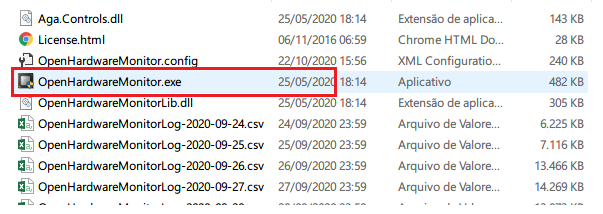 Aga.Controls.dll 25/05/2020 18:14 Extensão de aplica... 143 KB
License.html 06/11/2016 06:59 Chrome HTML Do... 28 KB
OpenHardwareMonitor.config 22/10/2020 15:56 XML Configuratio... 240 KB
OpenHardwareMonitor.exe 25/05/2020 18:14 Aplicativo 482 KB
OpenHardwareMonitorLib.dll 25/05/2020 18:14 Extensão de aplica... 305 KB
OpenHardwareMonitorLog-2020-09-24.csv 24/09/2020 23:59 Arquivo de Valore... 6.225 KB
OpenHardwareMonitorLog-2020-09-25.csv 25/09/2020 23:59 Arquivo de Valore... 7.116 KB
OpenHardwareMonitorLog-2020-09-26.csv 26/09/2020 23:59 Arquivo de Valore... 13.466 KB
OpenHardwareMonitorLog-2020-09-27.csv 27/09/2020 23:59 Arquivo de Valore... 14.269 KB